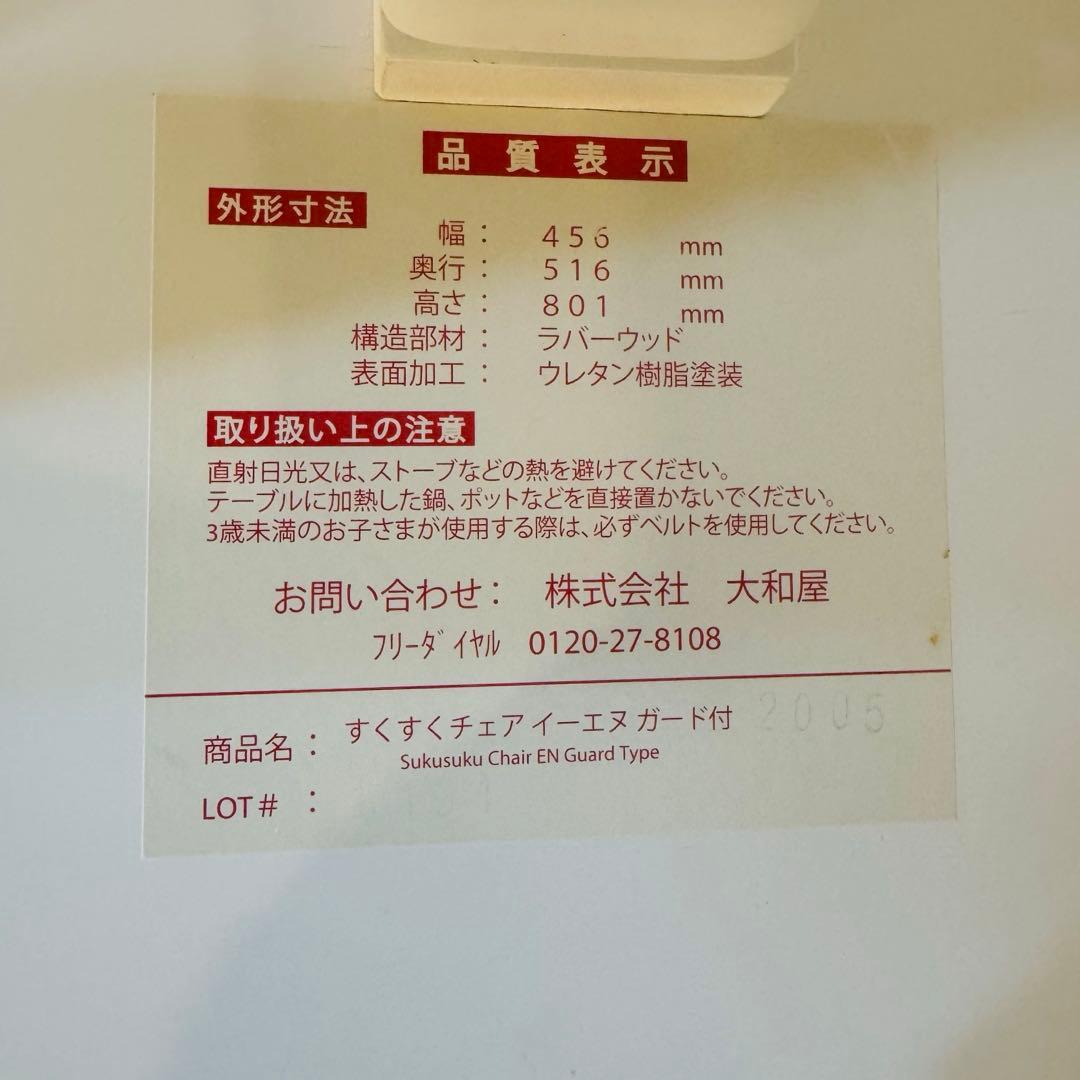 品質表示
外形寸法
幅： 456 mm
奥行： 516 mm
高さ： 801 mm
構造部材： ラバーウッド
表面加工： ウレタン樹脂塗装
取り扱い上の注意
直射日光又は、ストーブなどの熱を避けてください。
テーブルに加熱した鍋、ポットなどを直接置かないでください。
3歳未満のお子さまが使用する際は、必ずベルトを使用してください。
お問い合わせ： 株式会社 大和屋
ﾌﾘｰﾀﾞｲﾔﾙ 0120-27-8108
商品名： すくすくチェア イーエヌ ガード付 2005
Sukusuku Chair EN Guard Type
LOT#：